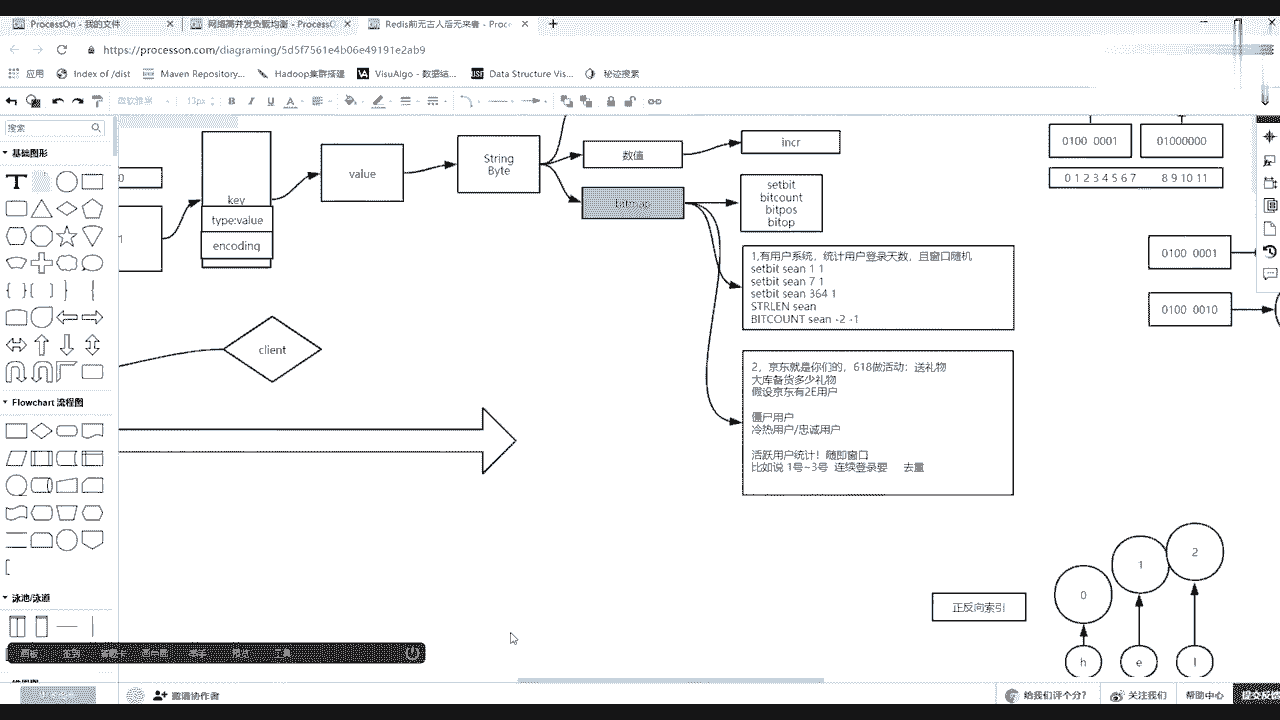 ProcessOn - 我的文件
网络高并发负载均衡 - ProcessO
Redis前无古人后无来者 - Proc
https://processon.com/diagraming/5d5f7561e4b06e49191e2ab9
应用
Index of /dist
Maven Repository...
Hadoop集群搭建
VisuAlgo - 数据结...
Data Structure Vis...
秘迹搜索
13px
B I U A
搜索
基础图形
T
Flowchart 流程图
泳池/泳道
0
1
key
type:value
encoding
value
String
Byte
数值
incr
bitmap
setbit
bitcount
bitpos
bitop
1,有用户系统，统计用户登录天数，且窗口随机
setbit sean 1 1
setbit sean 7 1
setbit sean 364 1
STRLEN sean
BITCOUNT sean -2 -1
2，京东就是你们的，618做活动：送礼物
大库备货多少礼物
假设京东有2E用户
僵尸用户
冷热用户/忠诚用户
活跃用户统计！随即窗口
比如说 1号~3号 连续登录要 去重
client
0100 0001
01000000
0 1 2 3 4 5 6 7 8 9 10 11
0100 0001
0100 0010
正反向索引
0
1
2
h
e
l
工具
邀请协作者
给我们评个分？
关注我们
帮助中心
提交反馈